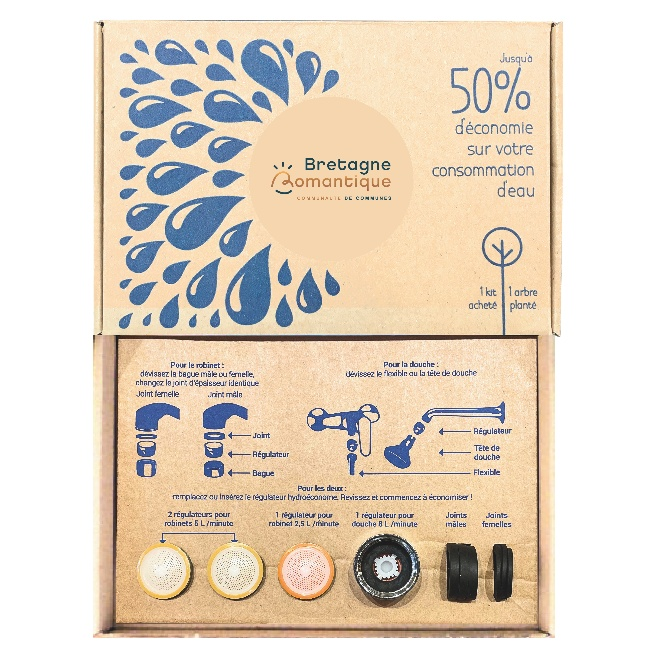 Jusqu'à
50%
d'économie
sur votre
consommation
d'eau
Bretagne
Romantique
COMMUNAUTÉ DE COMMUNES
1 kit 1 arbre
acheté planté
Pour le robinet :
dévissez la bague mâle ou femelle,
changez le joint d'épaisseur identique
Joint femelle Joint mâle
Joint
Régulateur
Bague
Pour la douche :
dévissez le flexible ou la tête de douche
Régulateur
Tête de
douche
Flexible
Pour les deux :
remplacez ou insérez le régulateur hydroéconome. Revissez et commencez à économiser !
2 régulateurs pour
robinets 5 L /minute
1 régulateur pour
robinet 2,5 L /minute
1 régulateur pour
douche 8 L /minute
Joints
mâles
Joints
femelles